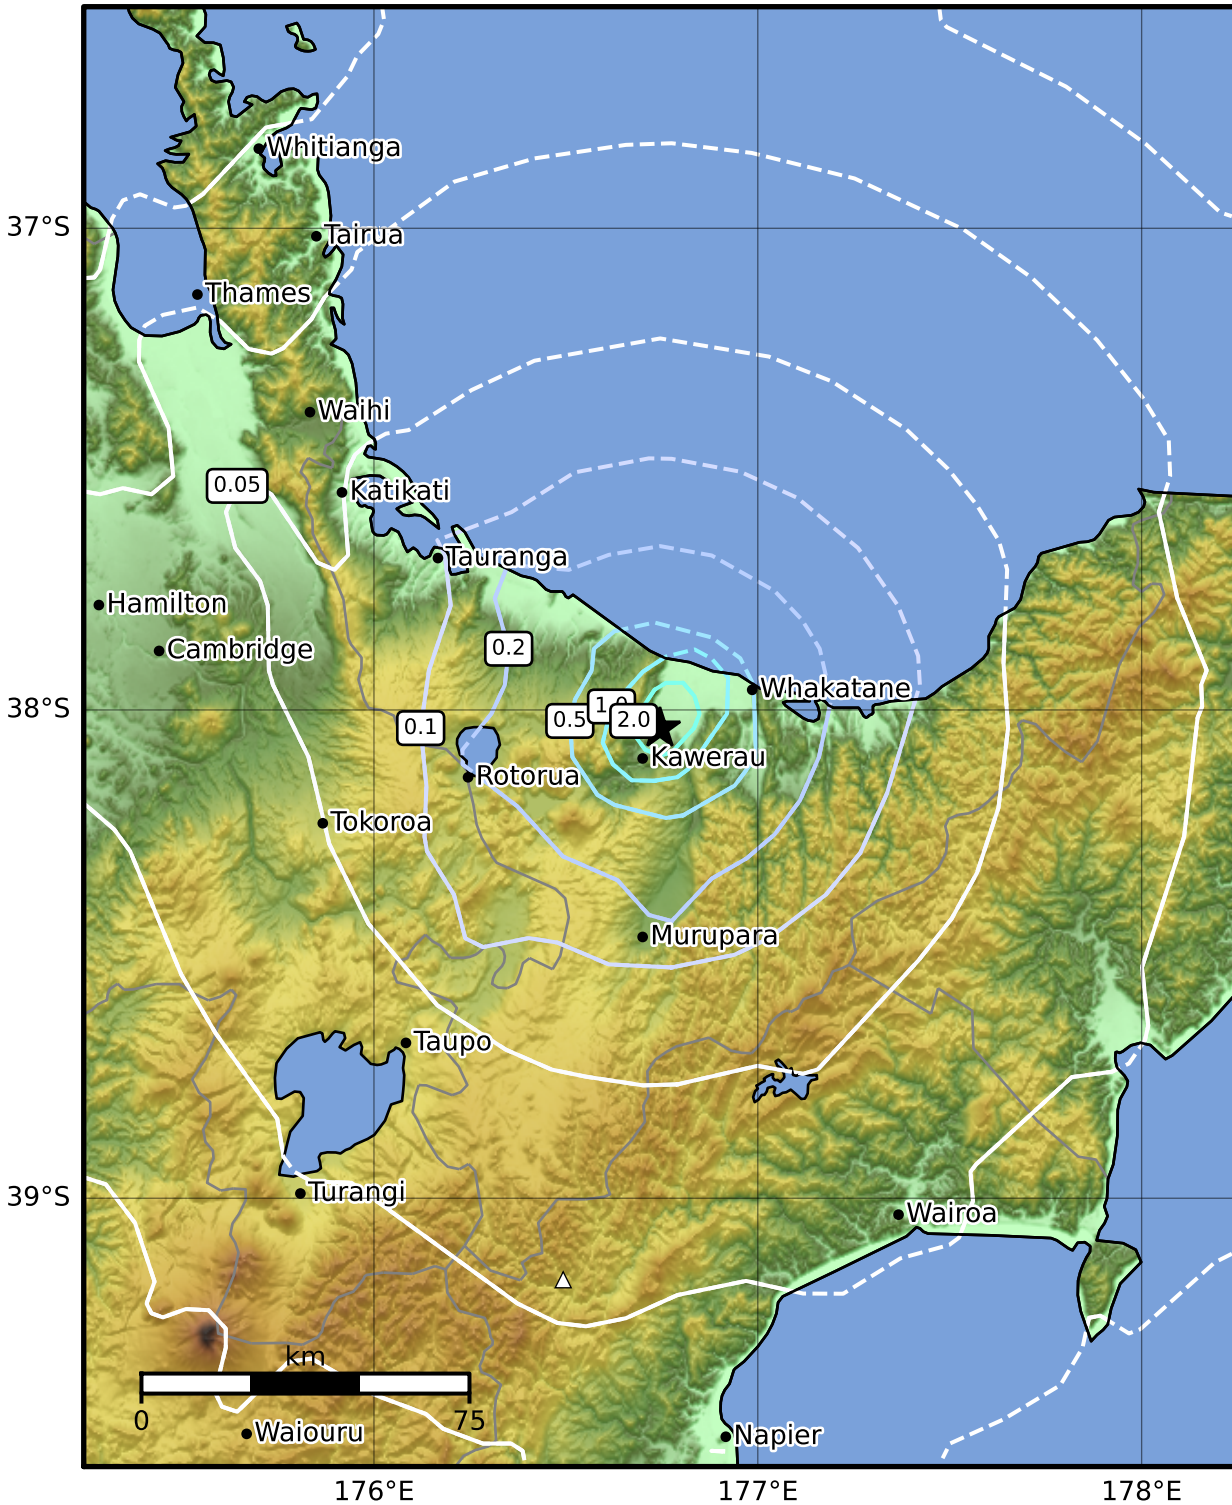 Whitianga
37°S
Tairua
Thames
Waihi
0.05
Katikati
Tauranga
Hamilton
Cambridge
0.2
38°S
Whakatane
0.5
2.0
0.1
Kawerau
Rotorua
Tokoroa
Murupara
Taupo
39°S
Turangi
Wairoa
km
0
75
Waiouru
Napier
176°E
177°E
178°E